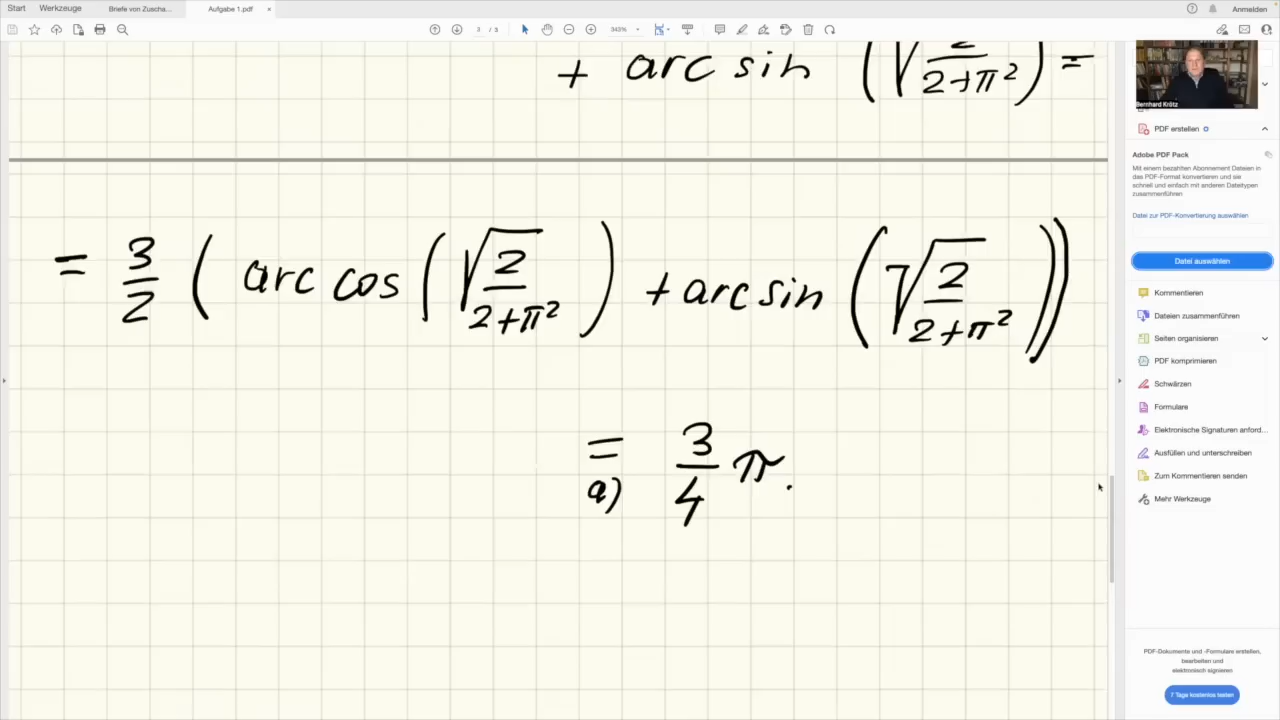 Start Werkzeuge Briefe von Zuscha... Aufgabe 1.pdf × Anmelden
3 / 3 343%
+ arc sin (√(2/(2+π²)) =
Bernhard Krötz
PDF erstellen
Adobe PDF Pack
Mit einem bezahlten Abonnement Dateien in
das PDF-Format konvertieren und sie
schnell und einfach mit anderen Dateitypen
zusammenführen
Datei zur PDF-Konvertierung auswählen
Datei auswählen
= 3/2 ( arc cos (√(2/(2+π²))) + arc sin (√(2/(2+π²))))
= 3/4 π.
a)
Kommentieren
Dateien zusammenführen
Seiten organisieren
PDF komprimieren
Schwärzen
Formulare
Elektronische Signaturen anford...
Ausfüllen und unterschreiben
Zum Kommentieren senden
Mehr Werkzeuge
PDF-Dokumente und -Formulare erstellen,
bearbeiten und
elektronisch signieren
7 Tage kostenlos testen